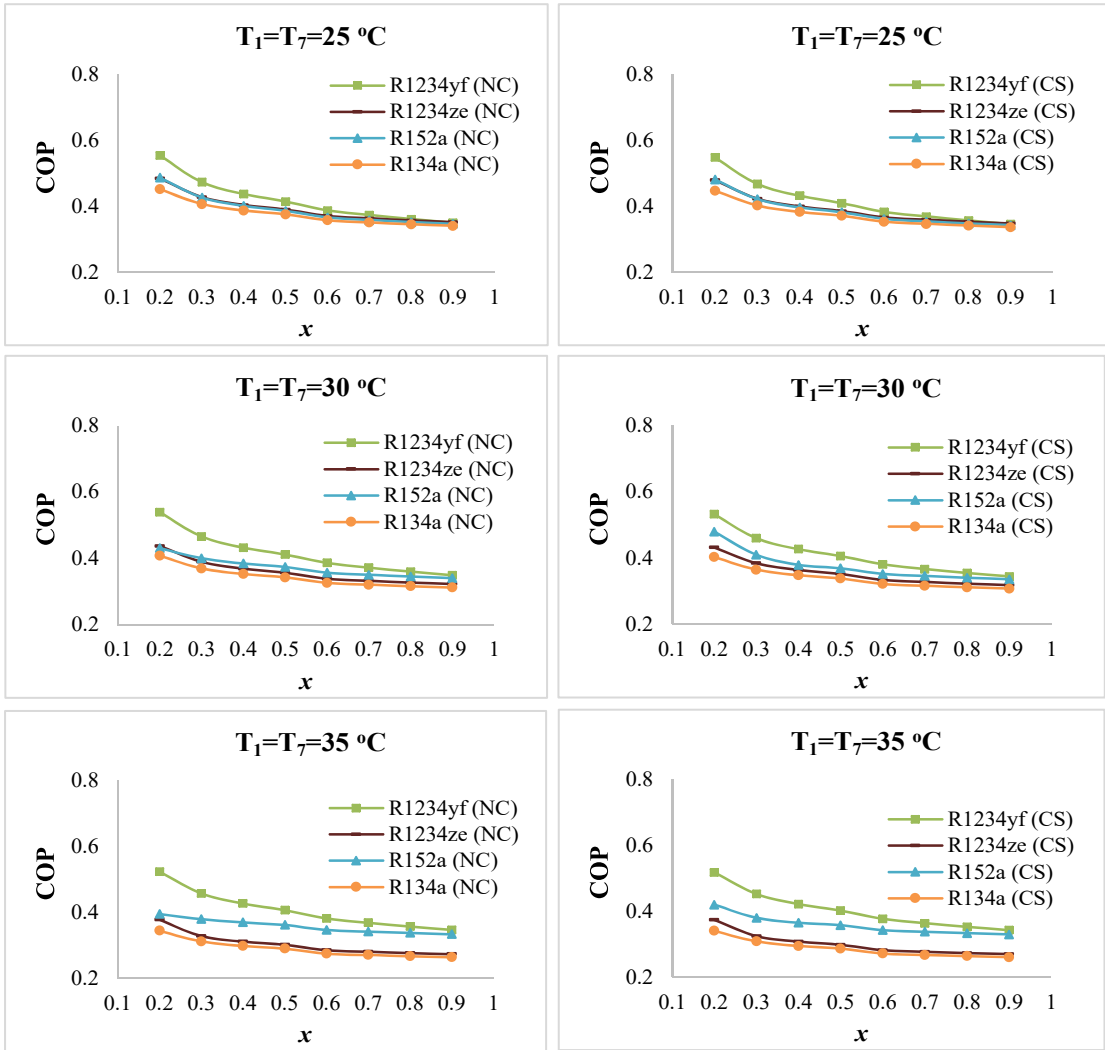 T₁=T₇=25 ᵒC
R1234yf (NC)
R1234ze (NC)
R152a (NC)
R134a (NC)
COP
0.8
0.6
0.4
0.2
0.1 0.2 0.3 0.4 0.5 0.6 0.7 0.8 0.9 1
x
T₁=T₇=25 ᵒC
R1234yf (CS)
R1234ze (CS)
R152a (CS)
R134a (CS)
COP
0.8
0.6
0.4
0.2
0.1 0.2 0.3 0.4 0.5 0.6 0.7 0.8 0.9 1
x
T₁=T₇=30 ᵒC
R1234yf (NC)
R1234ze (NC)
R152a (NC)
R134a (NC)
COP
0.8
0.6
0.4
0.2
0.1 0.2 0.3 0.4 0.5 0.6 0.7 0.8 0.9 1
x
T₁=T₇=30 ᵒC
R1234yf (CS)
R1234ze (CS)
R152a (CS)
R134a (CS)
COP
0.8
0.6
0.4
0.2
0.1 0.2 0.3 0.4 0.5 0.6 0.7 0.8 0.9 1
x
T₁=T₇=35 ᵒC
R1234yf (NC)
R1234ze (NC)
R152a (NC)
R134a (NC)
COP
0.8
0.6
0.4
0.2
0.1 0.2 0.3 0.4 0.5 0.6 0.7 0.8 0.9 1
x
T₁=T₇=35 ᵒC
R1234yf (CS)
R1234ze (CS)
R152a (CS)
R134a (CS)
COP
0.8
0.6
0.4
0.2
0.1 0.2 0.3 0.4 0.5 0.6 0.7 0.8 0.9 1
x